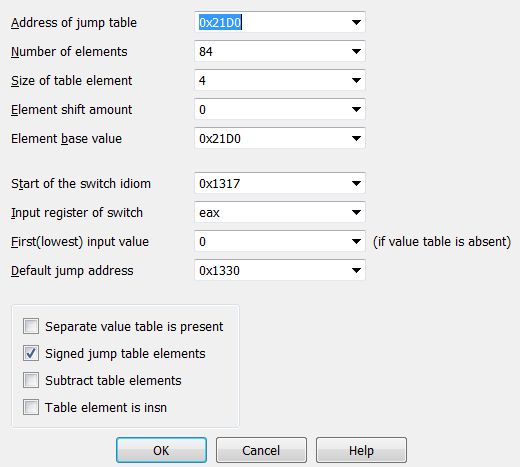 Address of jump table 0x21D0
Number of elements 84
Size of table element 4
Element shift amount 0
Element base value 0x21D0
Start of the switch idiom 0x1317
Input register of switch eax
First(lowest) input value 0 (if value table is absent)
Default jump address 0x1330
Separate value table is present
Signed jump table elements
Subtract table elements
Table element is insn
OK Cancel Help